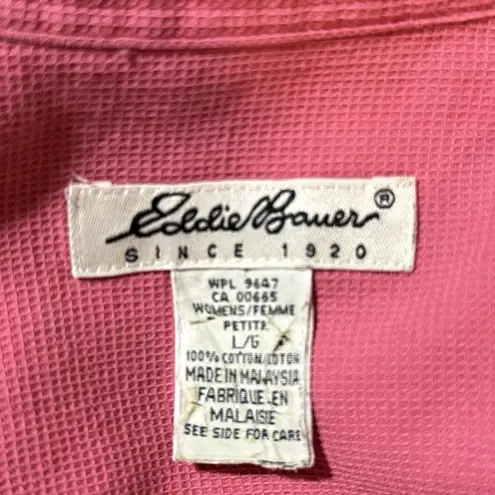 Eddie Bauer ®
SINCE 1920
WPL 9647
CA 00665
WOMENS/FEMME
PETITE
L/G
100% COTTON/COTON
MADE IN MALAYSIA
FABRIQUE EN
MALAISIE
SEE SIDE FOR CARE